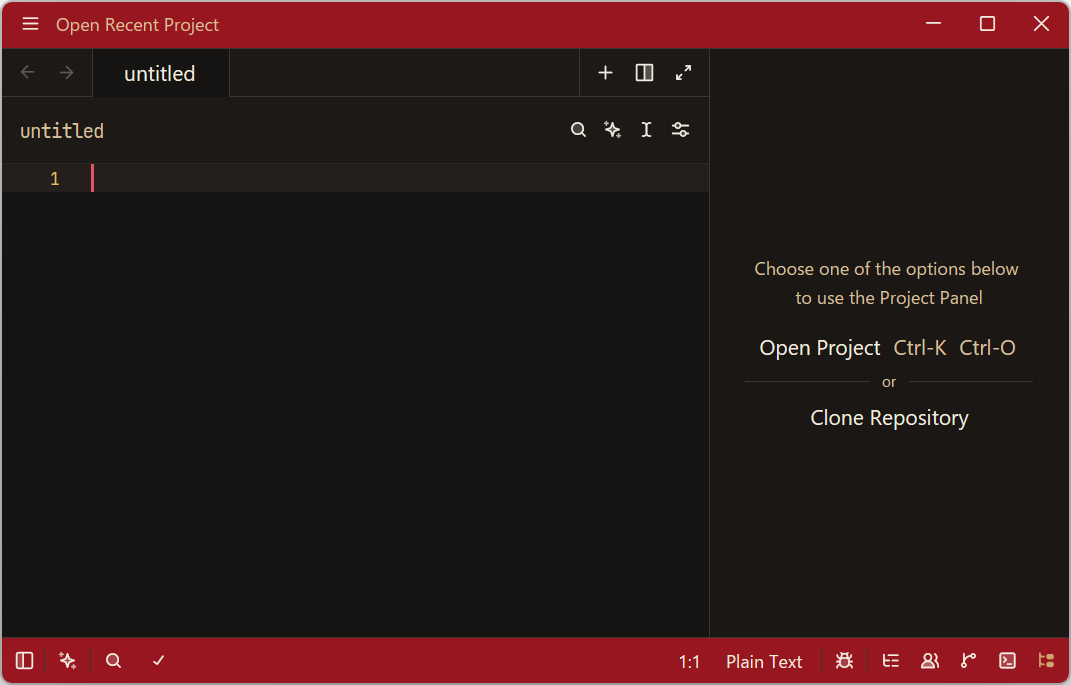 Open Recent Project
untitled
untitled
1
Choose one of the options below
to use the Project Panel
Open Project Ctrl-K Ctrl-O
or
Clone Repository
1:1 Plain Text